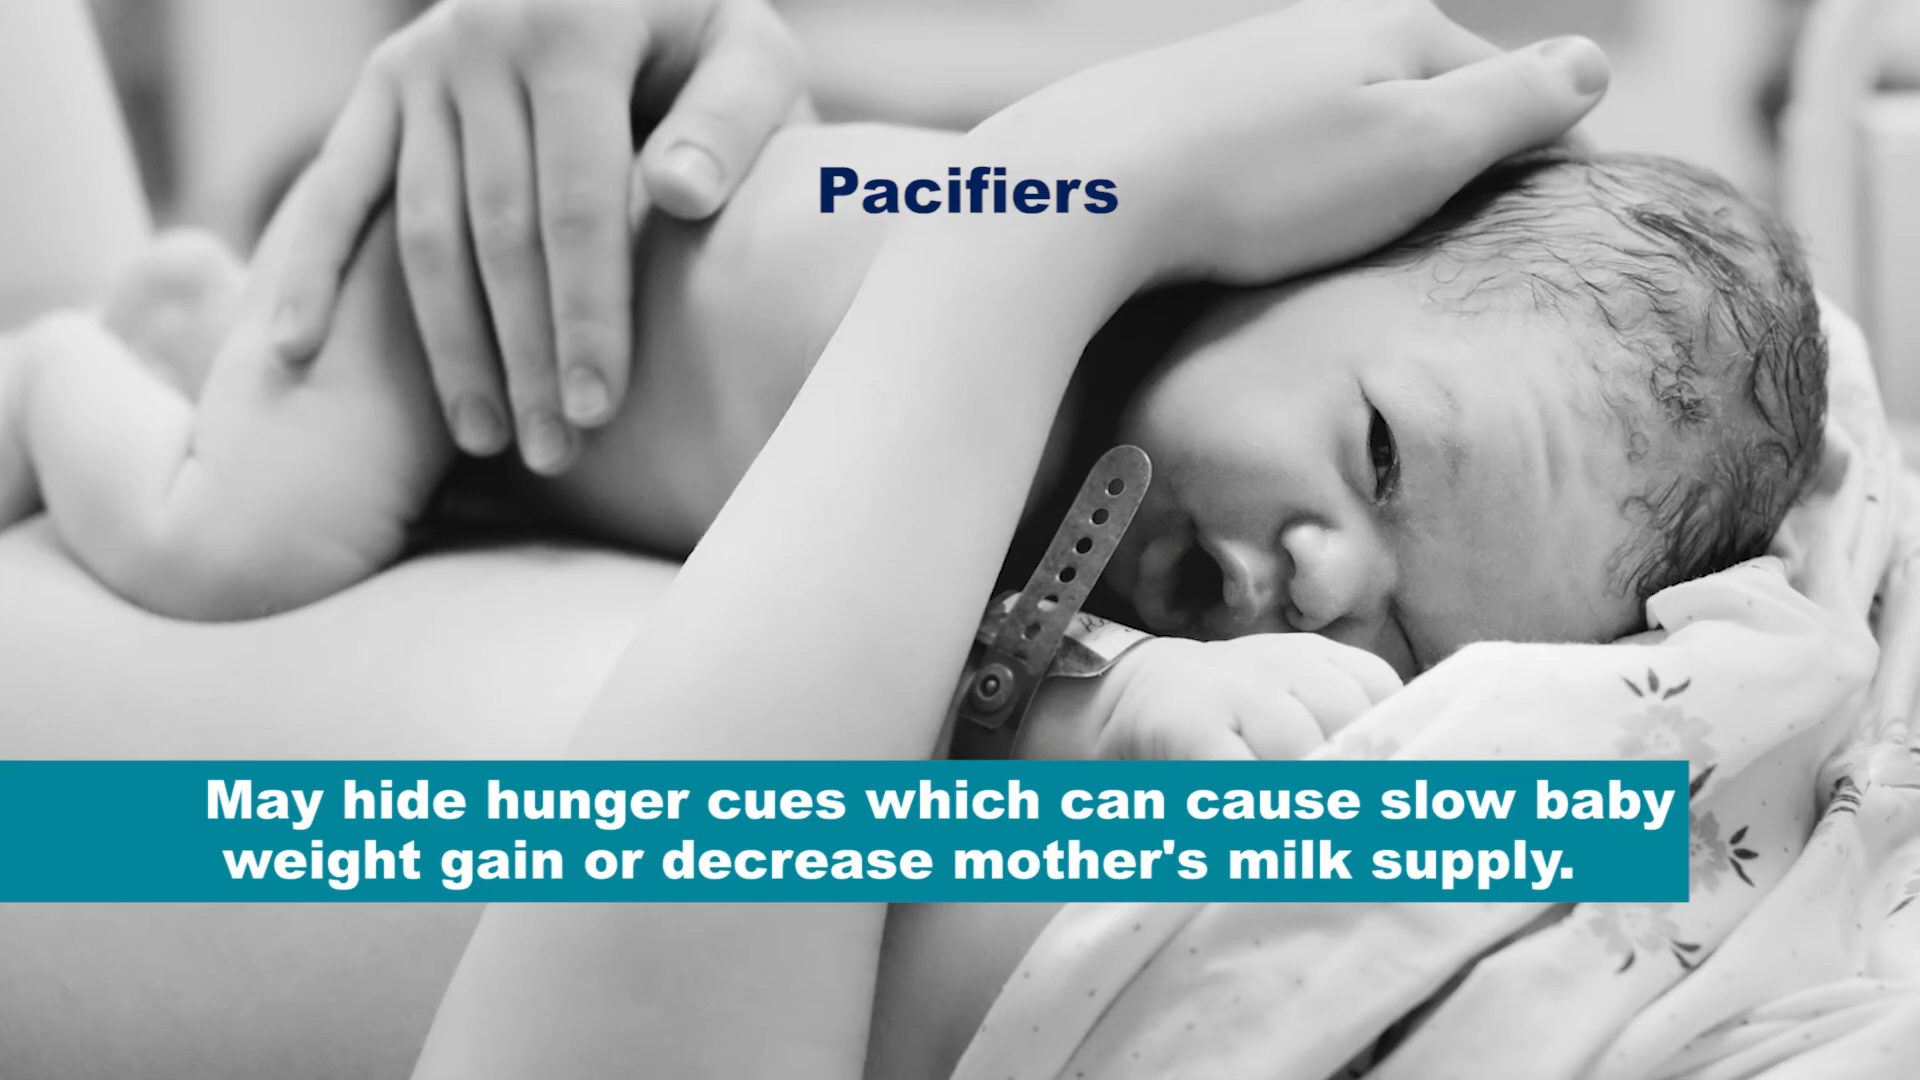 Pacifiers
May hide hunger cues which can cause slow baby
weight gain or decrease mother's milk supply.